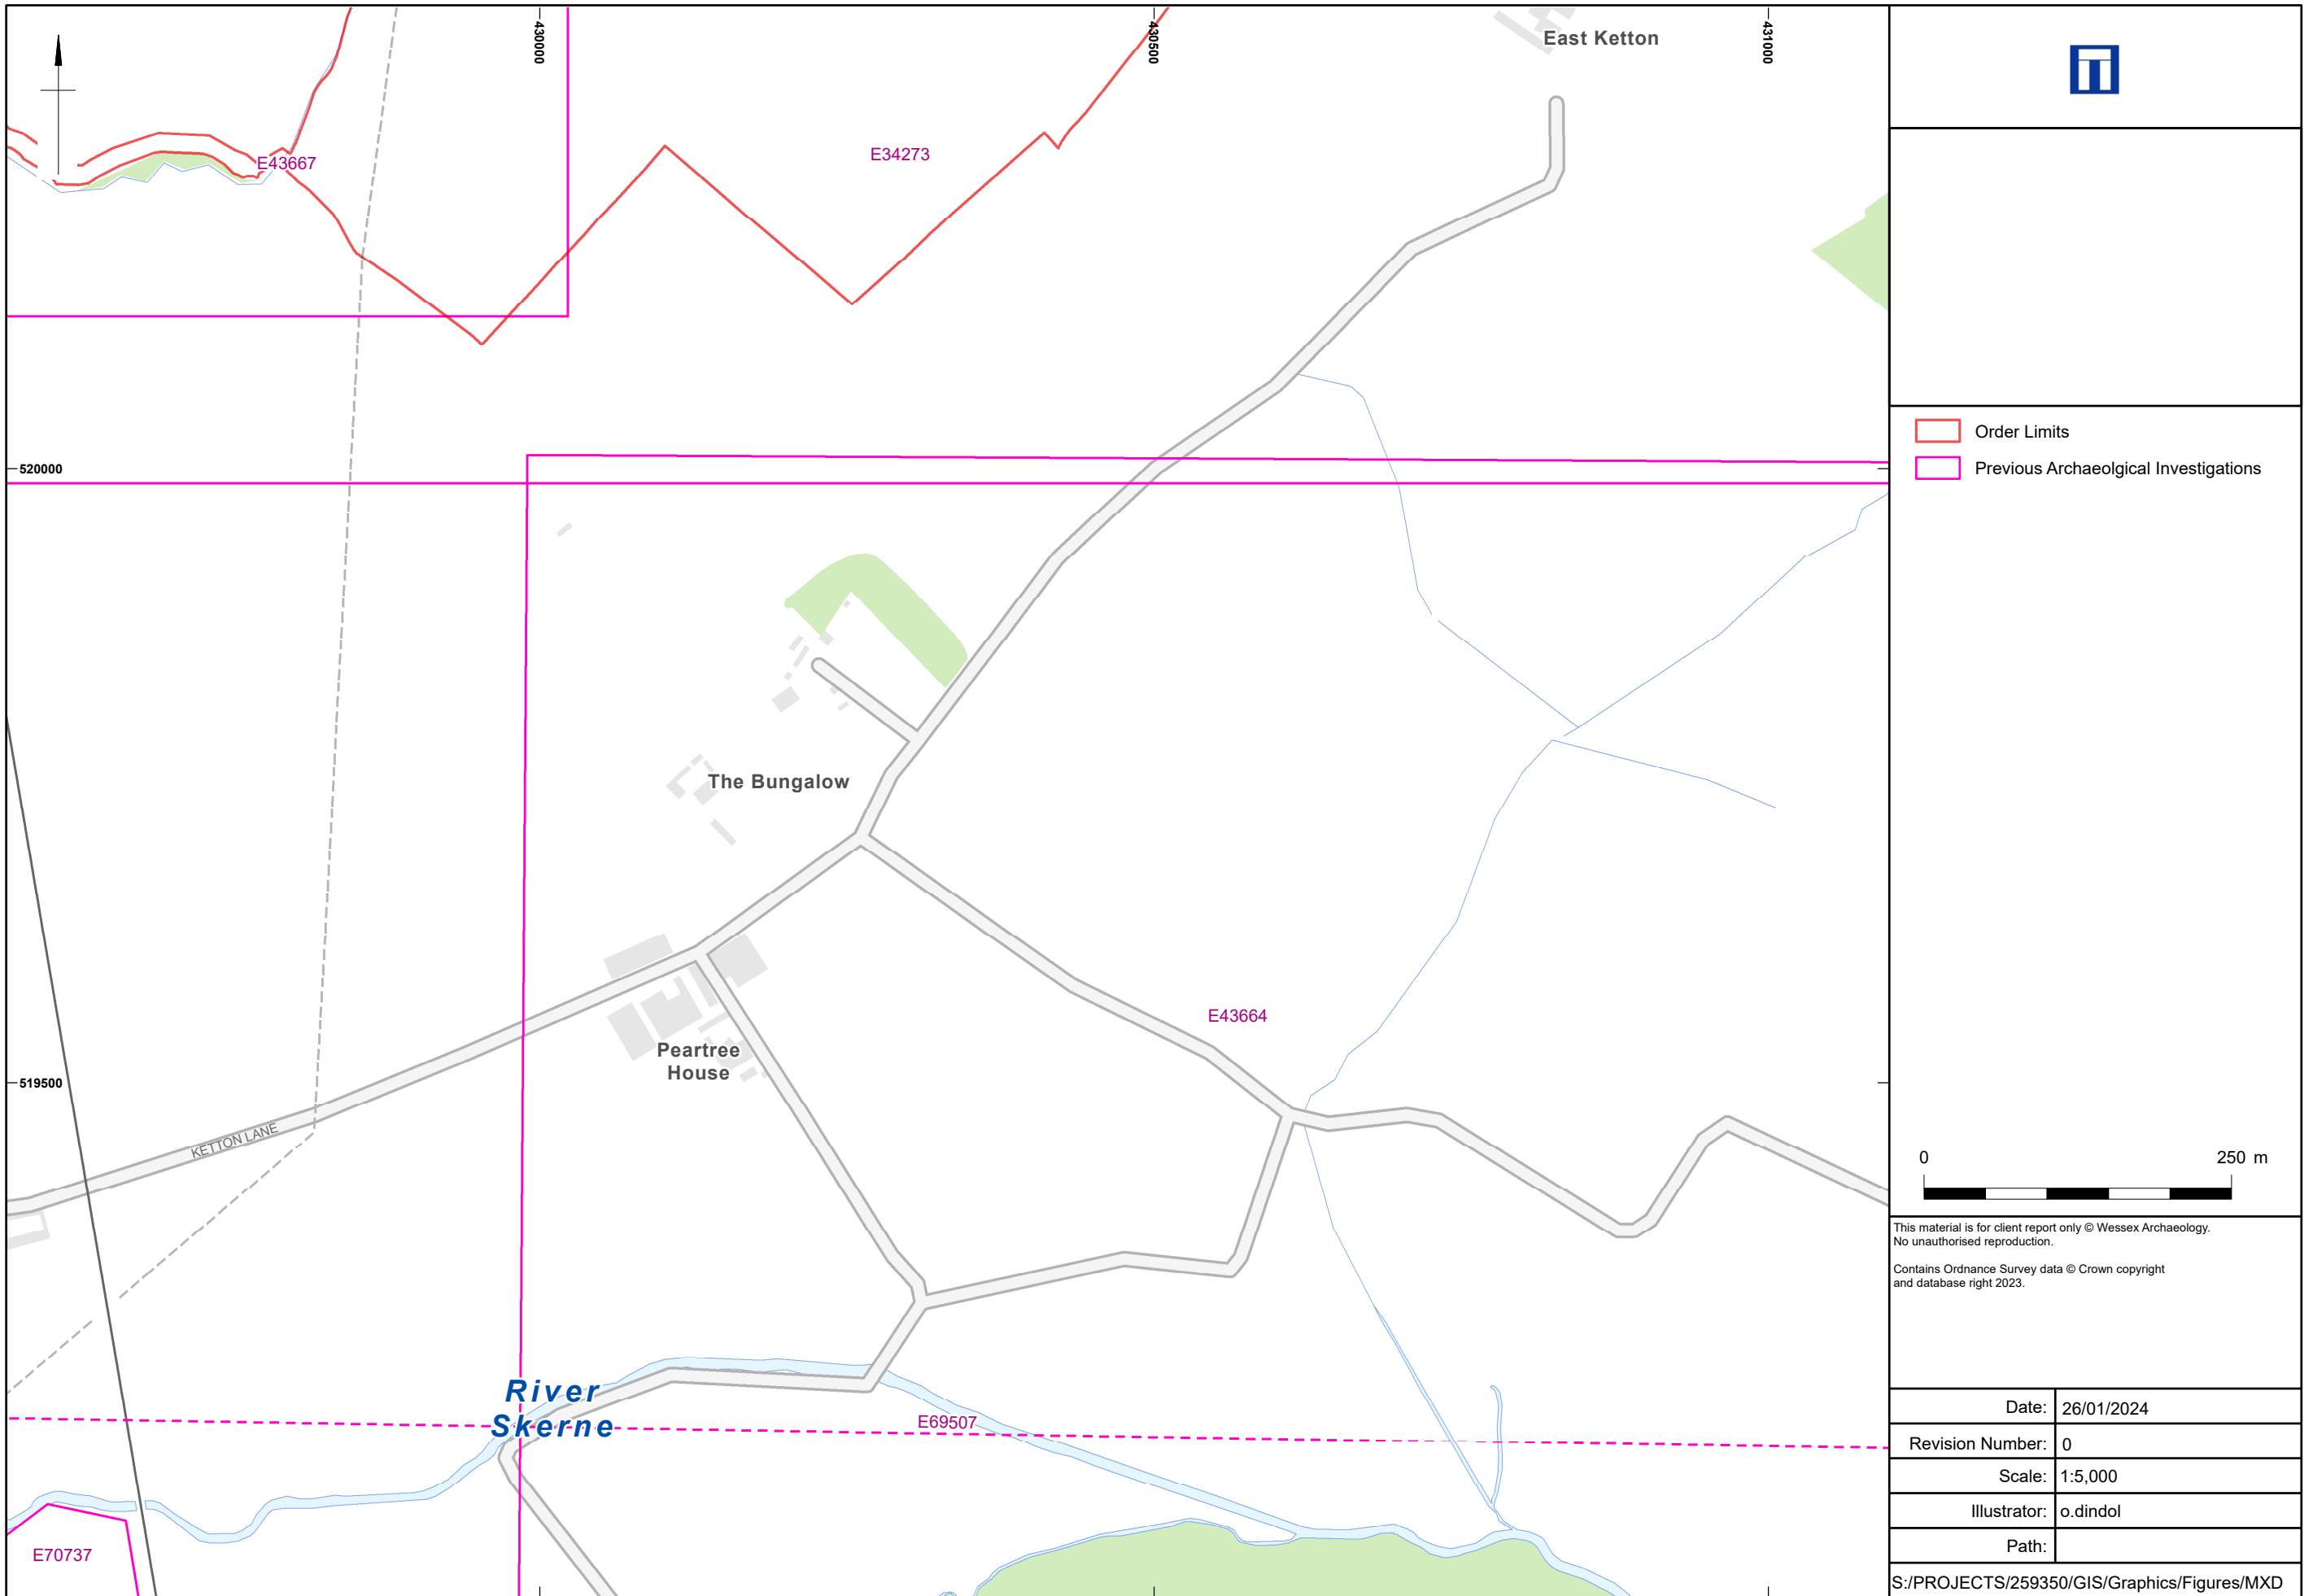 430000
430500
431000
East Ketton
E43667
E34273
520000
The Bungalow
E43664
Peartree
House
519500
KETTON LANE
River
Skerne
E69507
E70737
Order Limits
Previous Archaeolgical Investigations
0 250 m
This material is for client report only © Wessex Archaeology.
No unauthorised reproduction.
Contains Ordnance Survey data © Crown copyright
and database right 2023.
Date: 26/01/2024
Revision Number: 0
Scale: 1:5,000
Illustrator: o.dindol
Path:
S:/PROJECTS/259350/GIS/Graphics/Figures/MXD